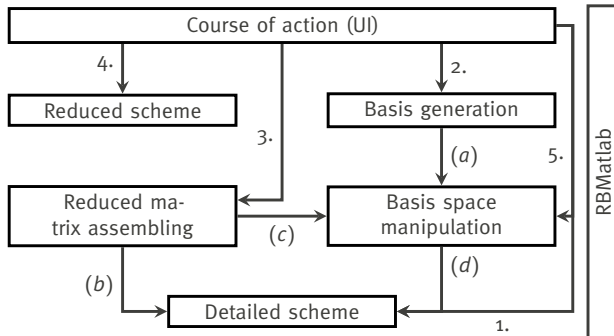 Course of action (UI)
4.
2.
Reduced scheme
Basis generation
3.
(a)
5.
Reduced ma-
trix assembling
(c)
Basis space
manipulation
(b)
(d)
Detailed scheme
1.
RBMatlab